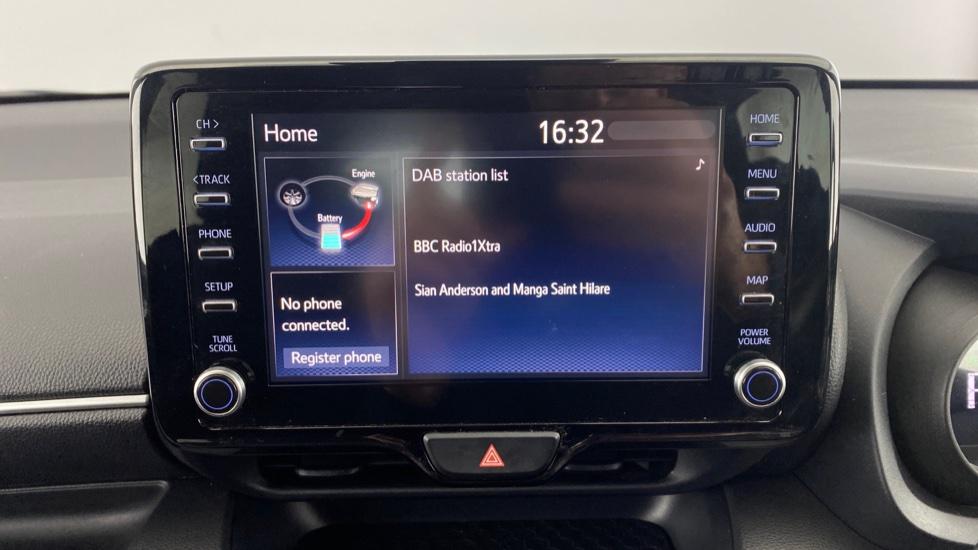 CH >
< TRACK
PHONE
SETUP
TUNE
SCROLL
Home
16:32
Engine
Battery
No phone
connected.
Register phone
DAB station list
BBC Radio1Xtra
Sian Anderson and Manga Saint Hilare
HOME
MENU
AUDIO
MAP
POWER
VOLUME